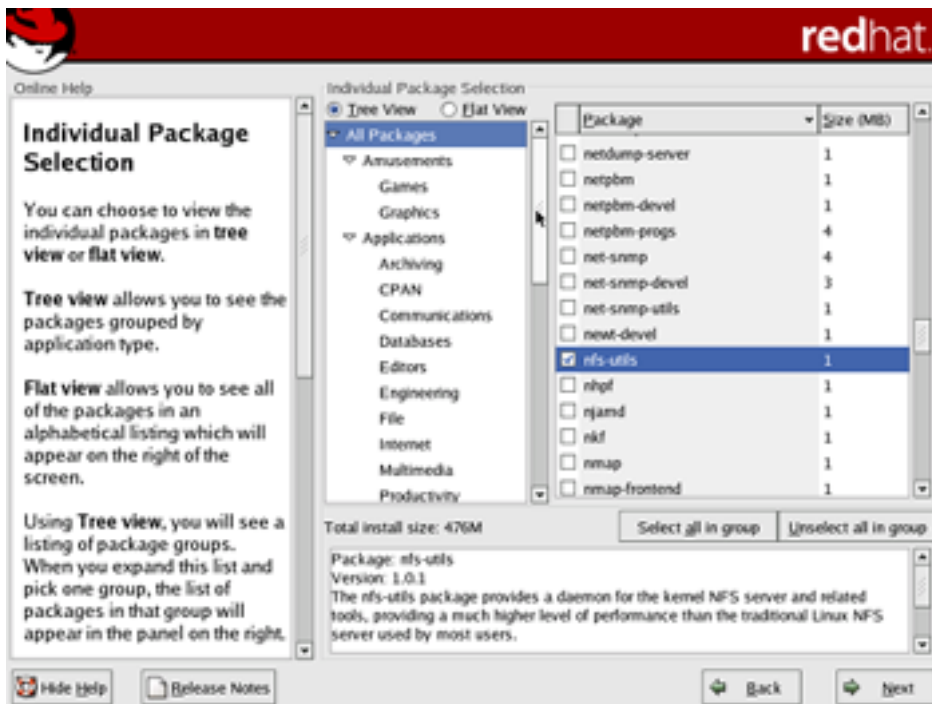 redhat.
Online Help
Individual Package
Selection
You can choose to view the
individual packages in tree
view or flat view.
Tree view allows you to see the
packages grouped by
application type.
Flat view allows you to see all
of the packages in an
alphabetical listing which will
appear on the right of the
screen.
Using Tree view, you will see a
listing of package groups.
When you expand this list and
pick one group, the list of
packages in that group will
appear in the panel on the right.
Individual Package Selection
Tree View Flat View
All Packages
Amusements
Games
Graphics
Applications
Archiving
CPAN
Communications
Databases
Editors
Engineering
File
Internet
Multimedia
Productivity
Package Size (MB)
netdump-server 1
netpbm 1
netpbm-devel 1
netpbm-progs 4
net-snmp 4
net-snmp-devel 3
net-snmp-utils 1
newt-devel 1
nfs-utils 1
nhpf 1
njamd 1
nkf 1
nmap 1
nmap-frontend 1
Total install size: 476M
Select all in group Unselect all in group
Package: nfs-utils
Version: 1.0.1
The nfs-utils package provides a daemon for the kernel NFS server and related
tools, providing a much higher level of performance than the traditional Linux NFS
server used by most users.
Hide Help Release Notes Back Next